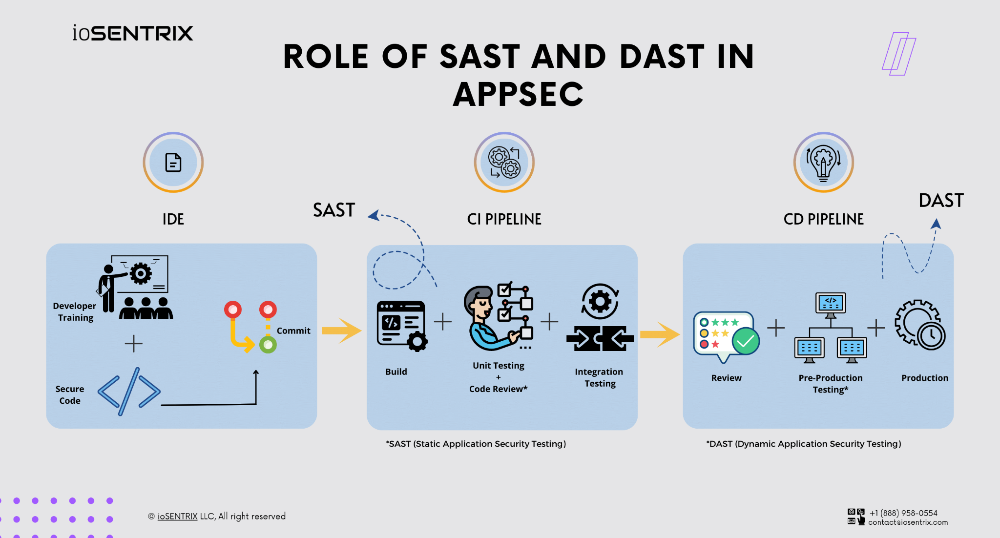 ioSENTRIX
ROLE OF SAST AND DAST IN
APPSEC
IDE
SAST
CI PIPELINE
CD PIPELINE
DAST
Developer
Training
Commit
Secure
Code
Build
Unit Testing
+
Code Review*
Integration
Testing
Review
Pre-Production
Testing*
Production
*SAST (Static Application Security Testing)
*DAST (Dynamic Application Security Testing)
© ioSENTRIX LLC, All right reserved
+1 (888) 958-0554
contact@iosentrix.com